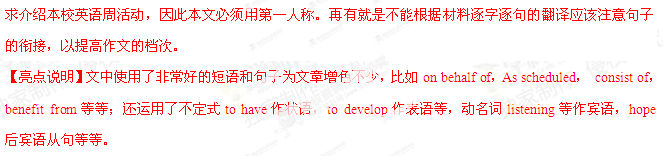 求介绍本校英语周活动，因此本文必须用第一人称。再有就是不能根据材料逐字逐句的翻译应该注意句子
的衔接，以提高作文的档次。
【亮点说明】文中使用了非常好的短语和句子为文章增色不少，比如 on behalf of，As scheduled， consist of，
benefit from 等等；还运用了不定式 to have 作状语，to develop 作表语等，动名词 listening 等作宾语，hope
后宾语从句等等。